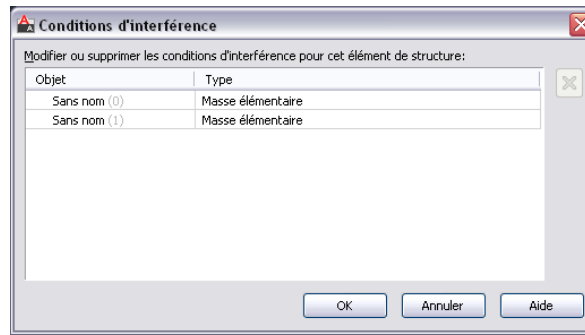 Conditions d'interférence
Modifier ou supprimer les conditions d'interférence pour cet élément de structure:
Objet Type
Sans nom (0) Masse élémentaire
Sans nom (1) Masse élémentaire
OK Annuler Aide